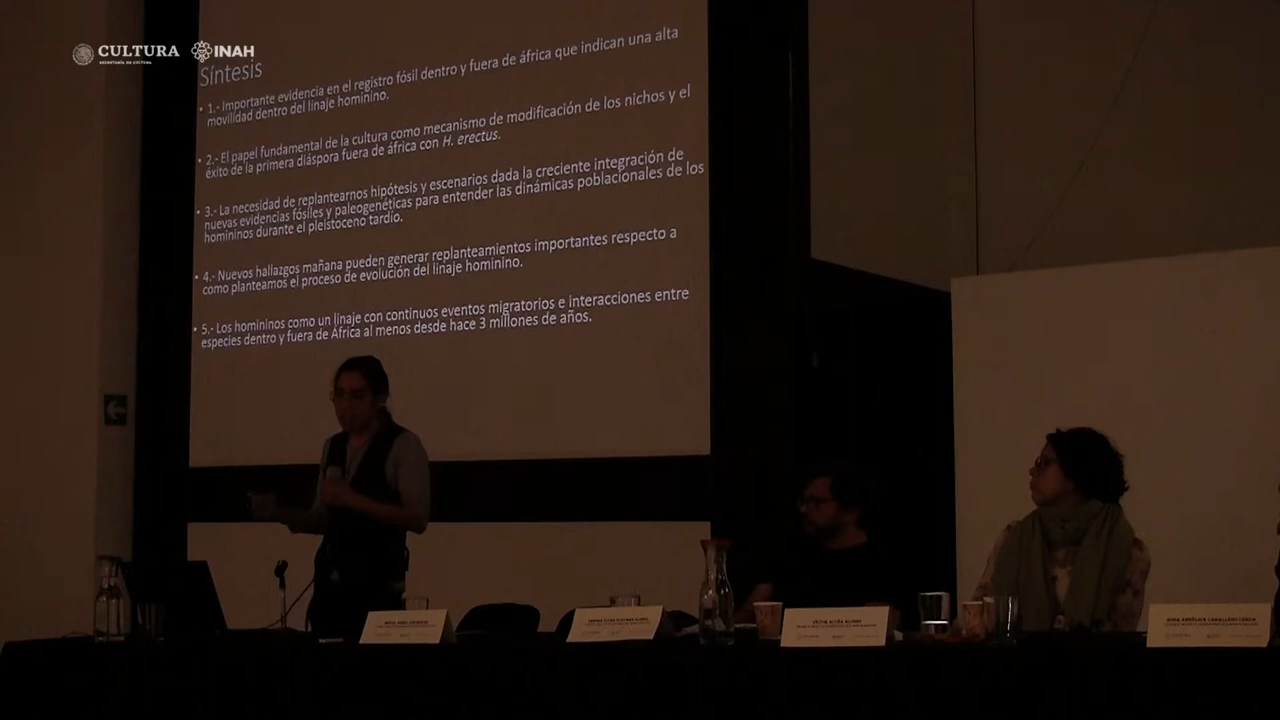 CULTURA
SECRETARÍA DE CULTURA
INAH
Síntesis
• 1.- Importante evidencia en el registro fósil dentro y fuera de áfrica que indican una alta
movilidad dentro del linaje hominino.
• 2.- El papel fundamental de la cultura como mecanismo de modificación de los nichos y el
éxito de la primera diáspora fuera de áfrica con H. erectus.
• 3.- La necesidad de replantearnos hipótesis y escenarios dada la creciente integración de
nuevas evidencias fósiles y paleogenéticas para entender las dinámicas poblacionales de los
homininos durante el pleistoceno tardío.
• 4.- Nuevos hallazgos mañana pueden generar replanteamientos importantes respecto a
como planteamos el proceso de evolución del linaje hominino.
• 5.- Los homininos como un linaje con continuos eventos migratorios e interacciones entre
especies dentro y fuera de África al menos desde hace 3 millones de años.